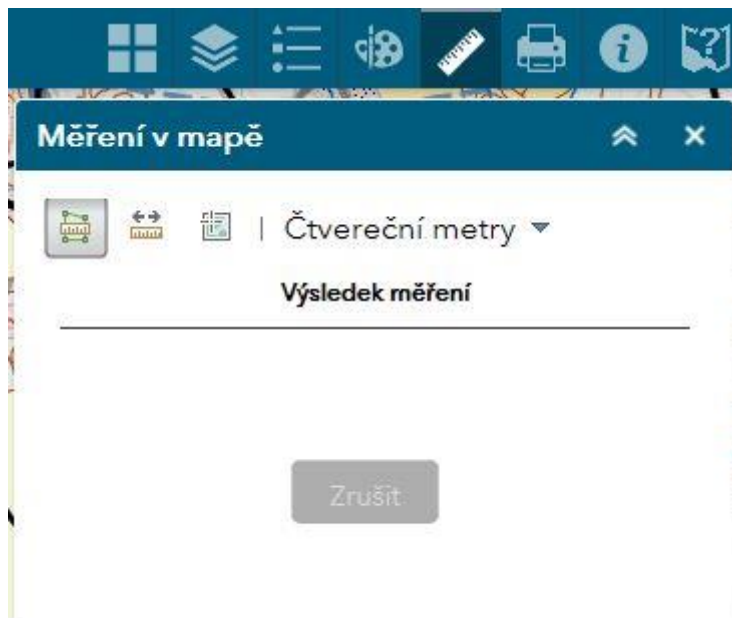 Měření v mapě
| Čtvereční metry
Výsledek měření
Zrušit